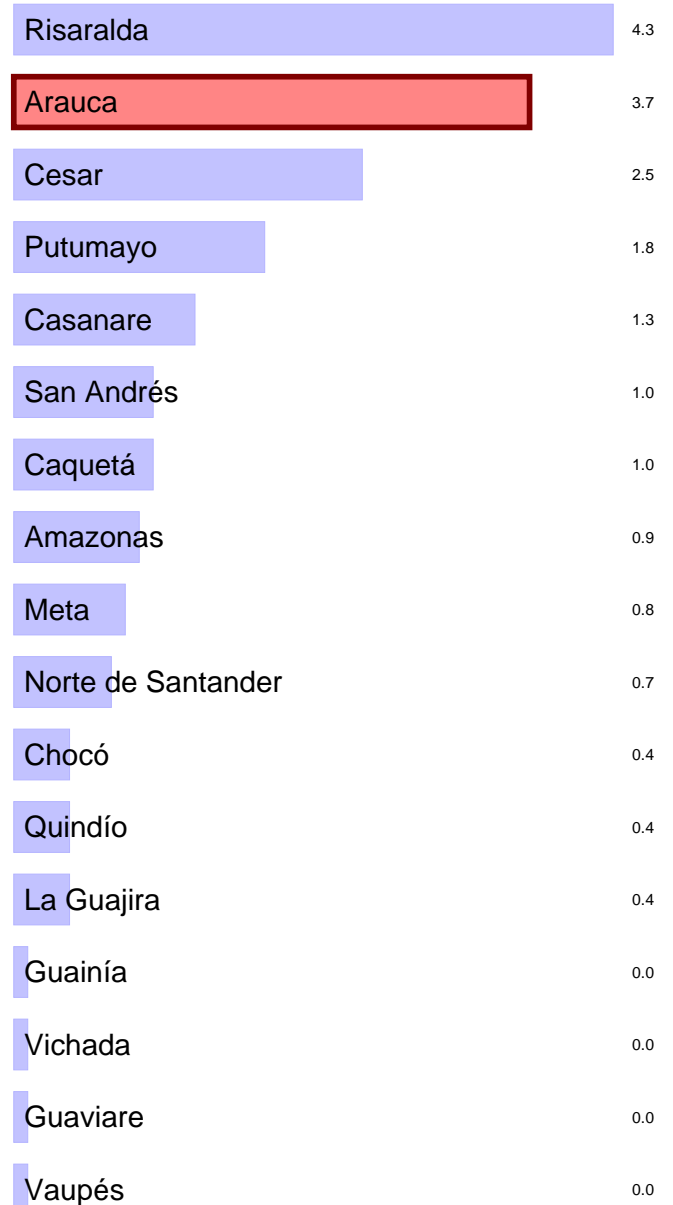 Risaralda 4.3
Arauca 3.7
Cesar 2.5
Putumayo 1.8
Casanare 1.3
San Andrés 1.0
Caquetá 1.0
Amazonas 0.9
Meta 0.8
Norte de Santander 0.7
Chocó 0.4
Quindío 0.4
La Guajira 0.4
Guainía 0.0
Vichada 0.0
Guaviare 0.0
Vaupés 0.0